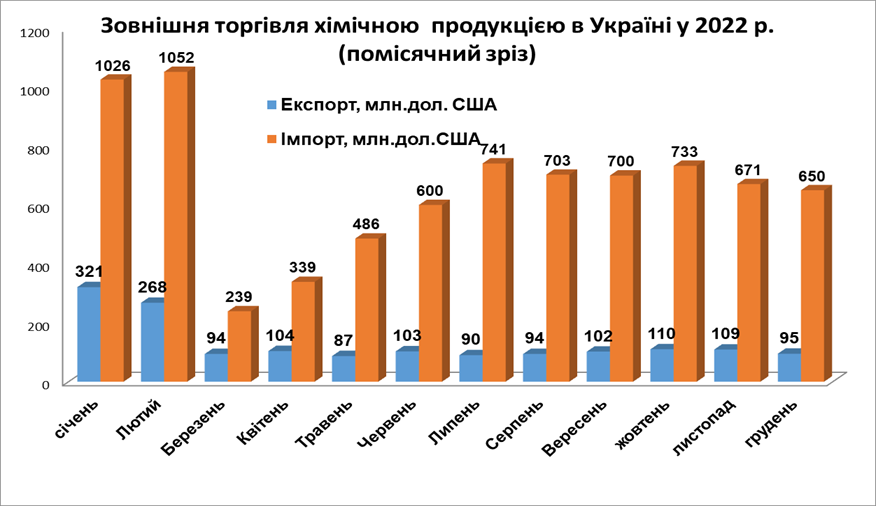 Зовнішня торгівля хімічною продукцією в Україні у 2022 р.
(помісячний зріз)
1200
1000
800
600
400
200
0
Експорт, млн.дол. США
Імпорт, млн.дол.США
321
1026
268
1052
94
239
104
339
87
486
103
600
90
741
94
703
102
700
110
733
109
671
95
650
січень
Лютий
Березень
Квітень
Травень
Червень
Липень
Серпень
Вересень
жовтень
листопад
грудень